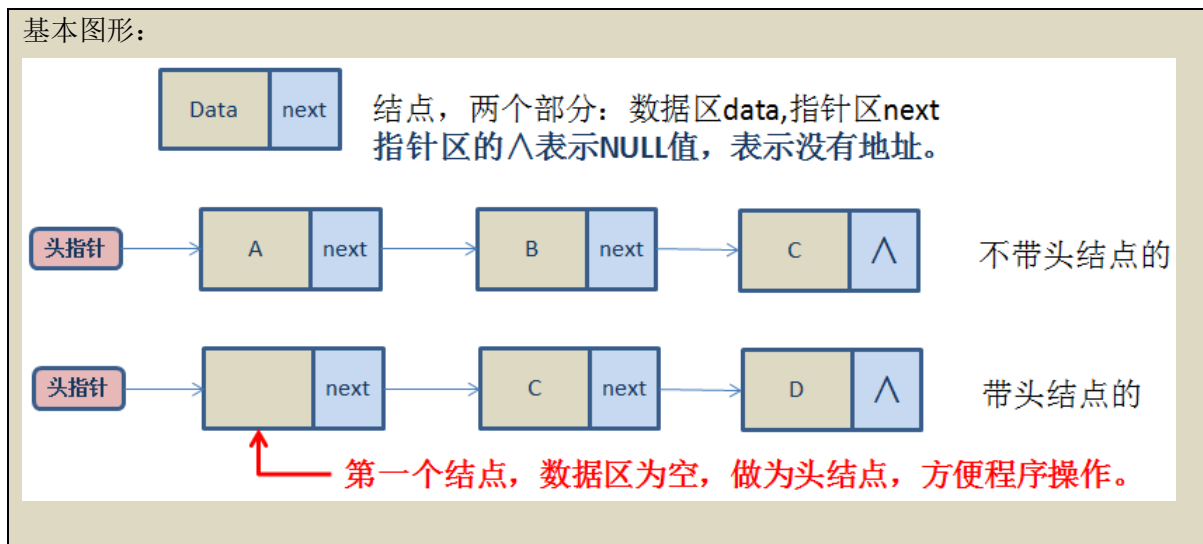 基本图形:
Data next 结点，两个部分：数据区data,指针区next
指针区的∧表示NULL值，表示没有地址。
头指针 A next B next C ∧ 不带头结点的
头指针 next C next D ∧ 带头结点的
第一个结点，数据区为空，做为头结点，方便程序操作。